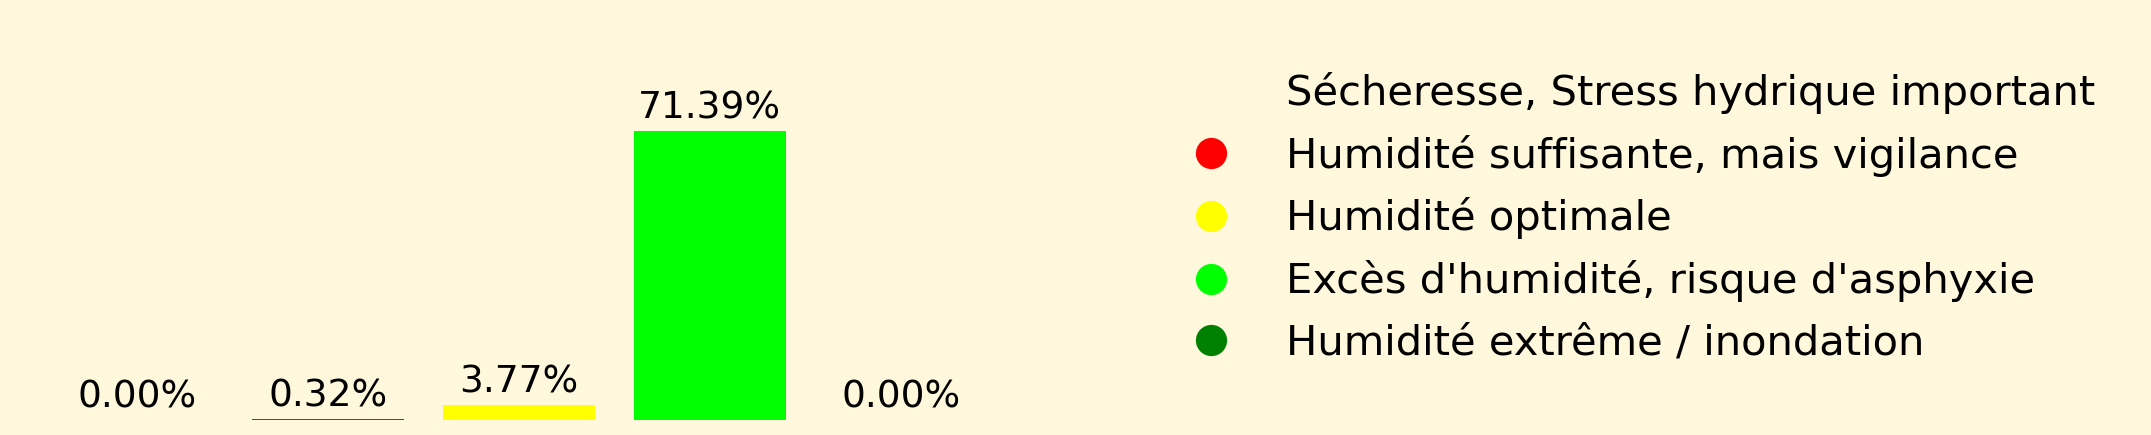 71.39%
3.77%
0.32%
0.00%
0.00%
Sécheresse, Stress hydrique important
Humidité suffisante, mais vigilance
Humidité optimale
Excès d'humidité, risque d'asphyxie
Humidité extrême / inondation